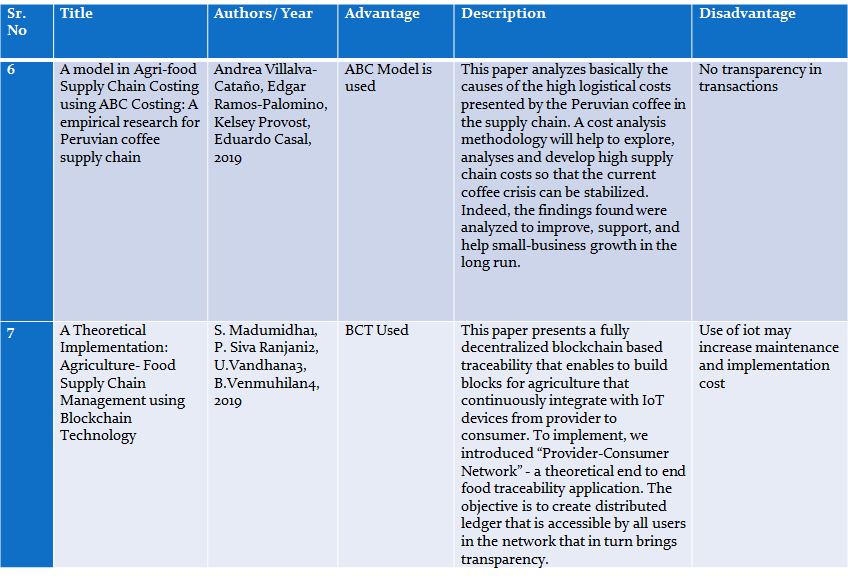 Sr. No
Title
Authors/ Year
Advantage
Description
Disadvantage
6
A model in Agri-food
Supply Chain Costing
using ABC Costing: A
empirical research for
Peruvian coffee
supply chain
Andrea Villalva-
Cataño, Edgar
Ramos-Palomino,
Kelsey Provost,
Eduardo Casal,
2019
ABC Model is
used
This paper analyzes basically the
causes of the high logistical costs
presented by the Peruvian coffee in
the supply chain. A cost analysis
methodology will help to explore,
analyses and develop high supply
chain costs so that the current
coffee crisis can be stabilized.
Indeed, the findings found were
analyzed to improve, support, and
help small-business growth in the
long run.
No transparency in
transactions
7
A Theoretical
Implementation:
Agriculture- Food
Supply Chain
Management using
Blockchain
Technology
S. Madumidha1,
P. Siva Ranjani2,
U.Vandhana3,
B.Venmuhilan4,
2019
BCT Used
This paper presents a fully
decentralized blockchain based
traceability that enables to build
blocks for agriculture that
continuously integrate with IoT
devices from provider to
consumer. To implement, we
introduced “Provider-Consumer
Network” - a theoretical end to end
food traceability application. The
objective is to create distributed
ledger that is accessible by all users
in the network that in turn brings
transparency.
Use of iot may
increase maintenance
and implementation
cost